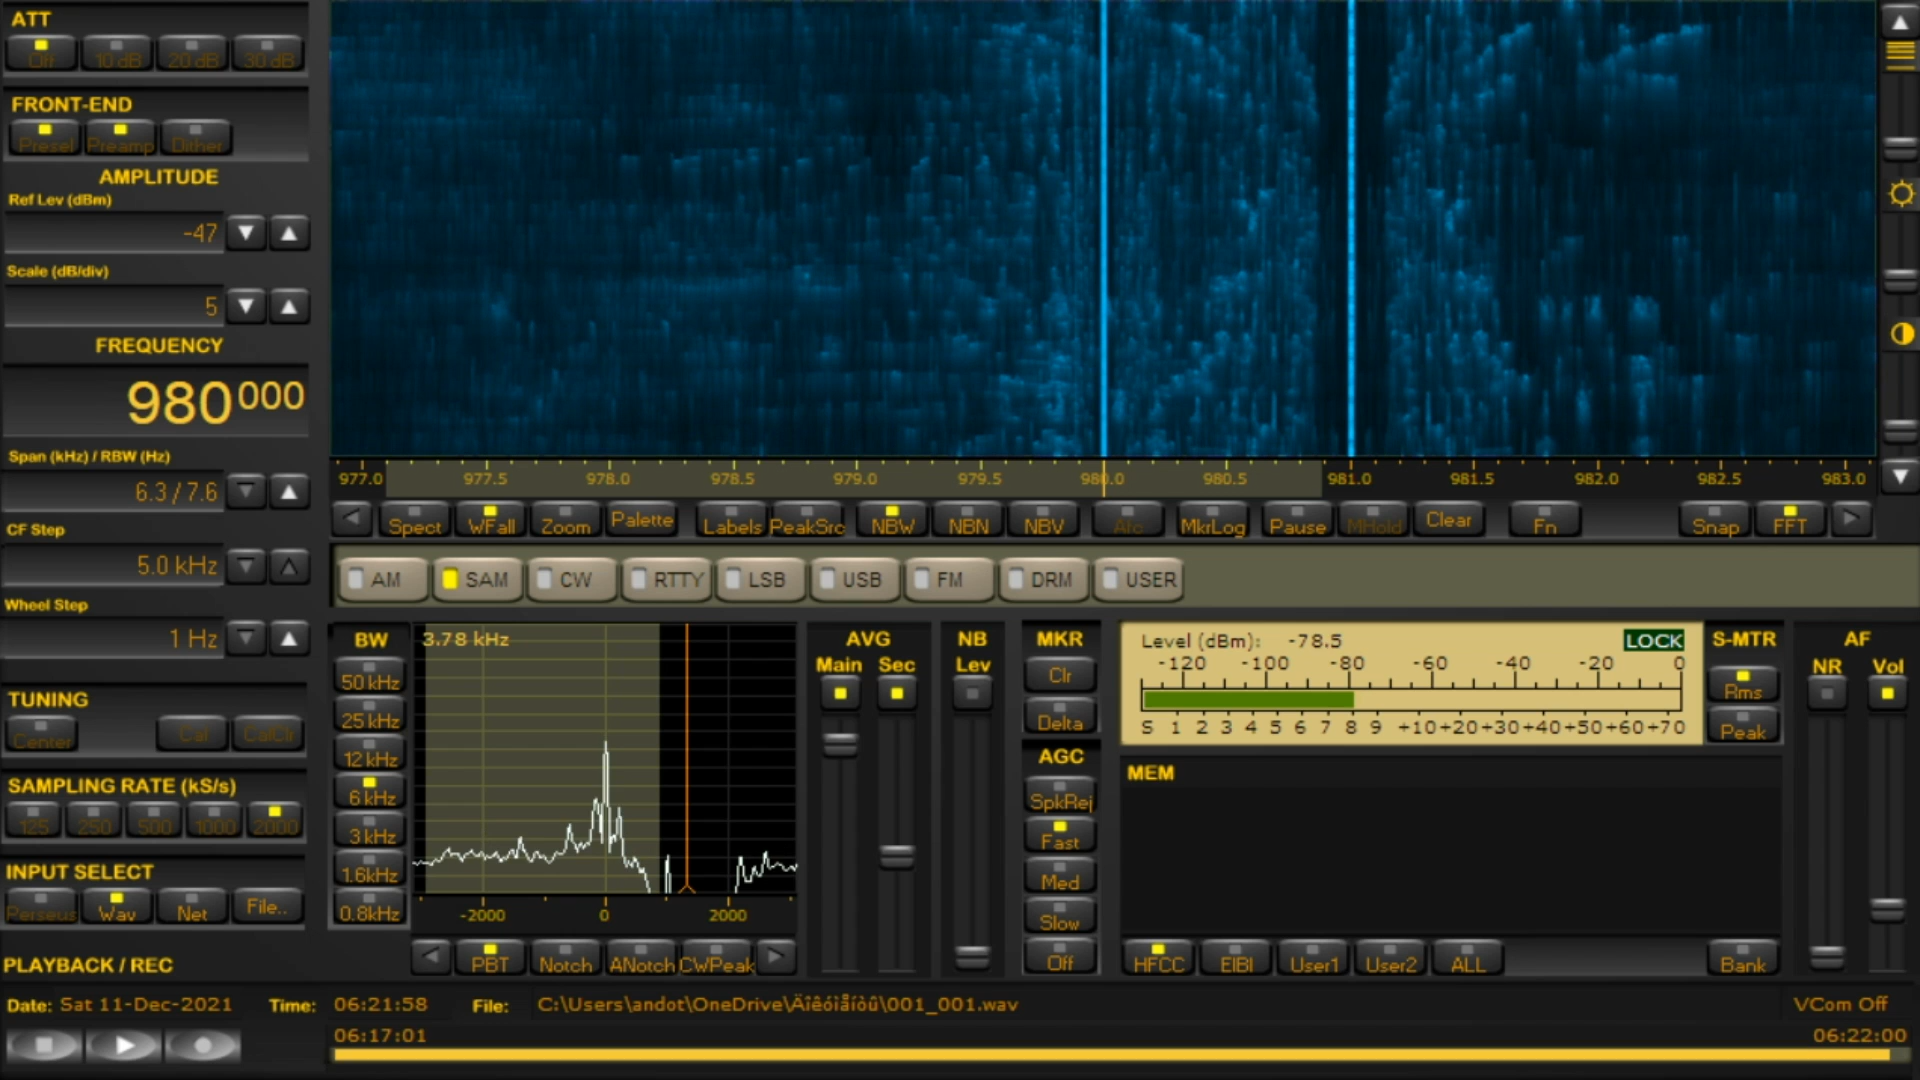 ATT
Off 10 dB 20 dB 30 dB
FRONT-END
Presel Preamp Dither
AMPLITUDE
Ref Lev (dBm)
-47
Scale (dB/div)
5
FREQUENCY
980000
Span (kHz) / RBW (Hz)
6.3 / 7.6
CF Step
5.0 kHz
Wheel Step
1 Hz
TUNING
Center Cal CalClr
SAMPLING RATE (kS/s)
125 250 500 1000 2000
INPUT SELECT
Perseus Wav Net File..
977.0 977.5 978.0 978.5 979.0 979.5 980.0 980.5 981.0 981.5 982.0 982.5 983.0
Spect WFall Zoom Palette Labels PeakSrc NBW NBN NBV MkrLog Pause MHold Clear Fn Snap FFT
AM SAM CW RTTY LSB USB FM DRM USER
BW
50 kHz
25 kHz
12 kHz
6 kHz
3 kHz
1.6kHz
0.8kHz
3.78 kHz
-2000 0 2000
PBT Notch ANotch CWPeak
AVG
Main Sec
NB
Lev
MKR
Clr
Delta
AGC
SpkRej
Fast
Med
Slow
Off
Level (dBm): -78.5 LOCK
-120 -100 -80 -60 -40 -20 0
S 1 2 3 4 5 6 7 8 9 +10+20+30+40+50+60+70
S-MTR
Rms
Peak
AF
NR Vol
MEM
HFCC EIBI User1 User2 ALL Bank
PLAYBACK / REC
Date: Sat 11-Dec-2021 Time: 06:21:58 File: C:\Users\andot\OneDrive\Äîêóìåíòû\001_001.wav VCom Off
06:17:01 06:22:00